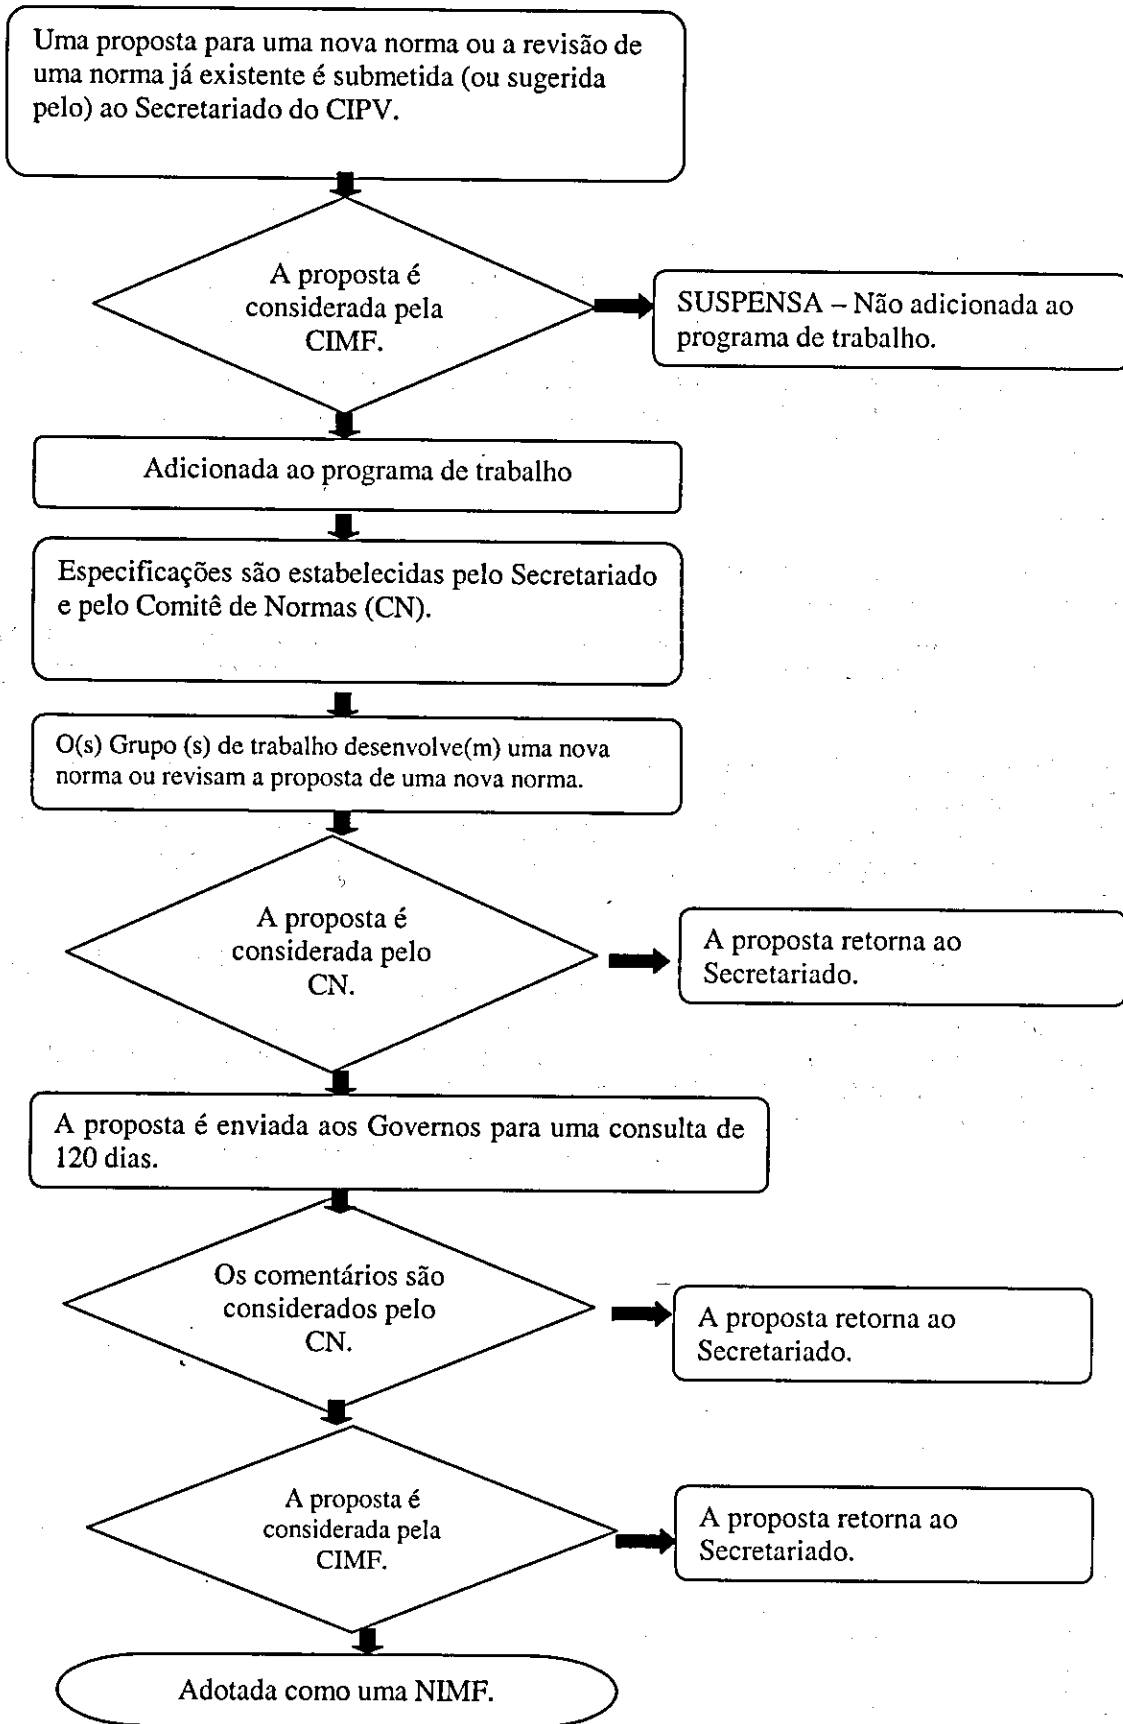 Uma proposta para uma nova norma ou a revisão de
uma norma já existente é submetida (ou sugerida
pelo) ao Secretariado do CIPV.
A proposta é
considerada pela
CIMF.
SUSPENSA – Não adicionada ao
programa de trabalho.
Adicionada ao programa de trabalho
Especificações são estabelecidas pelo Secretariado
e pelo Comitê de Normas (CN).
O(s) Grupo (s) de trabalho desenvolve(m) uma nova
norma ou revisam a proposta de uma nova norma.
A proposta é
considerada pelo
CN.
A proposta retorna ao
Secretariado.
A proposta é enviada aos Governos para uma consulta de
120 dias.
Os comentários são
considerados pelo
CN.
A proposta retorna ao
Secretariado.
A proposta é
considerada pela
CIMF.
A proposta retorna ao
Secretariado.
Adotada como uma NIMF.